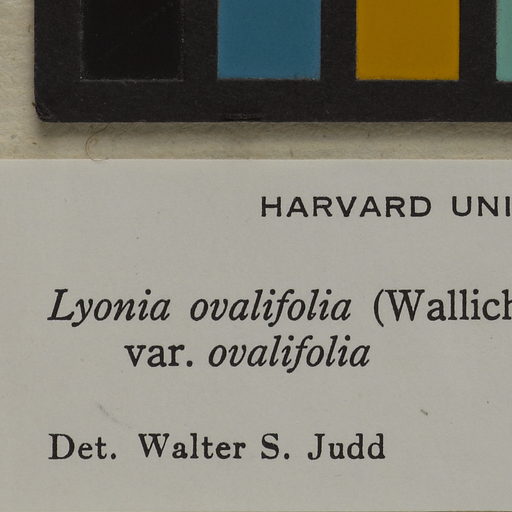 HARVARD UNI
Lyonia ovalifolia (Wallich
var. ovalifolia
Det. Walter S. Judd